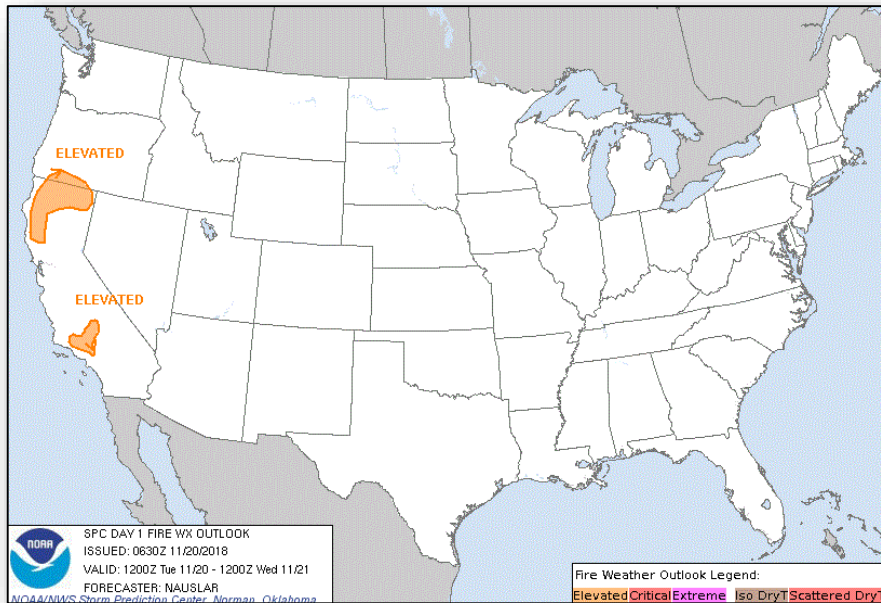 ELEVATED
ELEVATED
NOAA
SPC DAY 1 FIRE WX OUTLOOK
ISSUED: 0630Z 11/20/2018
VALID: 1200Z Tue 11/20 - 1200Z Wed 11/21
FORECASTER: NAUSLAR
NOAA/NWS Storm Prediction Center, Norman, Oklahoma
Fire Weather Outlook Legend:
Elevated Critical Extreme Iso DryT Scattered DryT